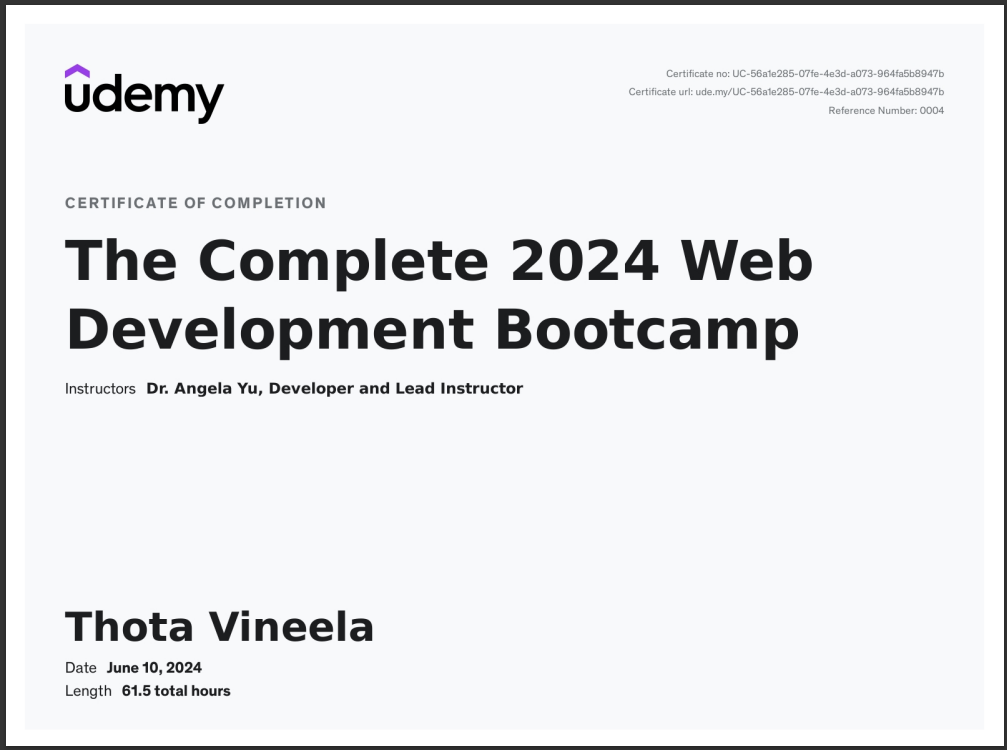 udemy
Certificate no: UC-56a1e285-07fe-4e3d-a073-964fa5b8947b
Certificate url: ude.my/UC-56a1e285-07fe-4e3d-a073-964fa5b8947b
Reference Number: 0004
CERTIFICATE OF COMPLETION
The Complete 2024 Web
Development Bootcamp
Instructors Dr. Angela Yu, Developer and Lead Instructor
Thota Vineela
Date June 10, 2024
Length 61.5 total hours